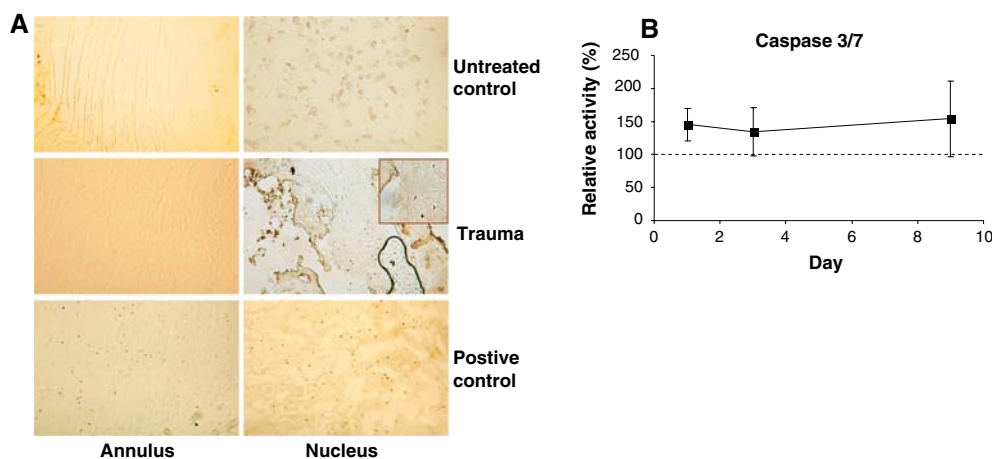 A
Untreated
control
Trauma
Postive
control
Annulus
Nucleus
B
Caspase 3/7
Relative activity (%)
250
200
150
100
50
0
0
2
4
6
8
10
Day